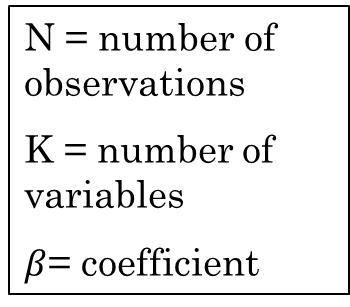 N = number of
observations
K = number of
variables
β= coefficient